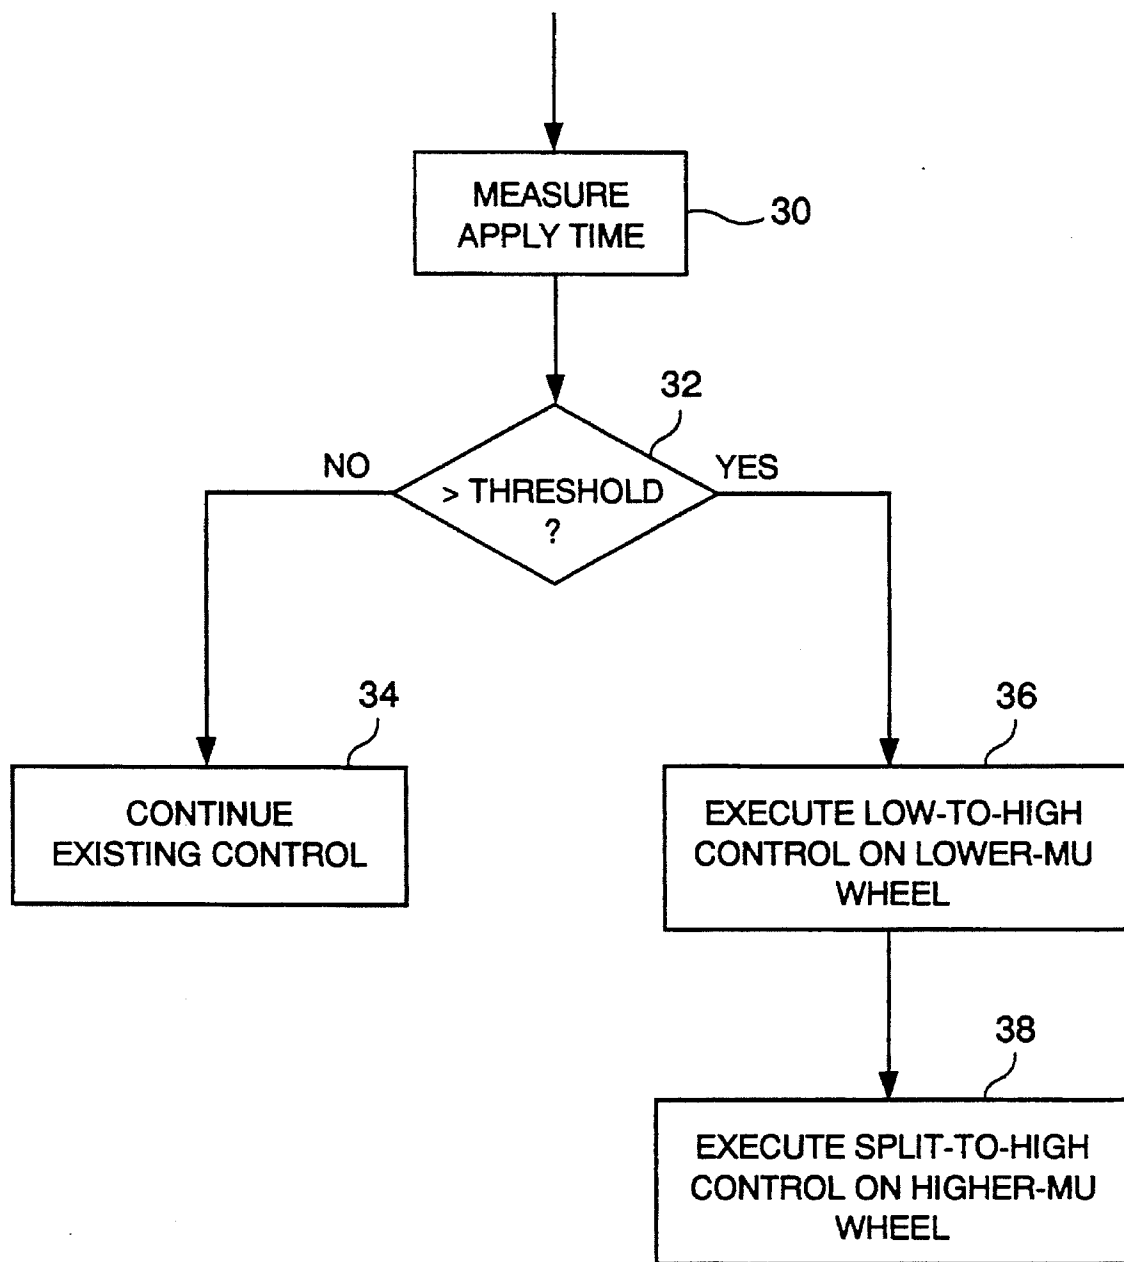 MEASURE
APPLY TIME
30
32
NO
YES
> THRESHOLD
?
34
36
CONTINUE
EXISTING CONTROL
EXECUTE LOW-TO-HIGH
CONTROL ON LOWER-MU
WHEEL
38
EXECUTE SPLIT-TO-HIGH
CONTROL ON HIGHER-MU
WHEEL